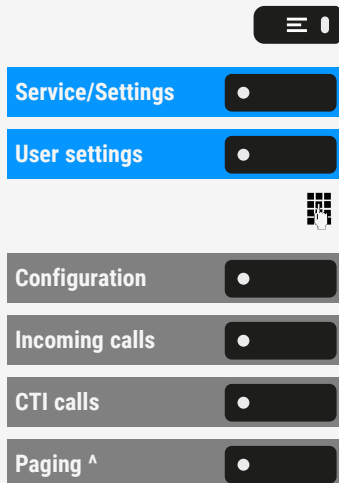 Service/Settings
User settings
Configuration
Incoming calls
CTI calls
Paging ^